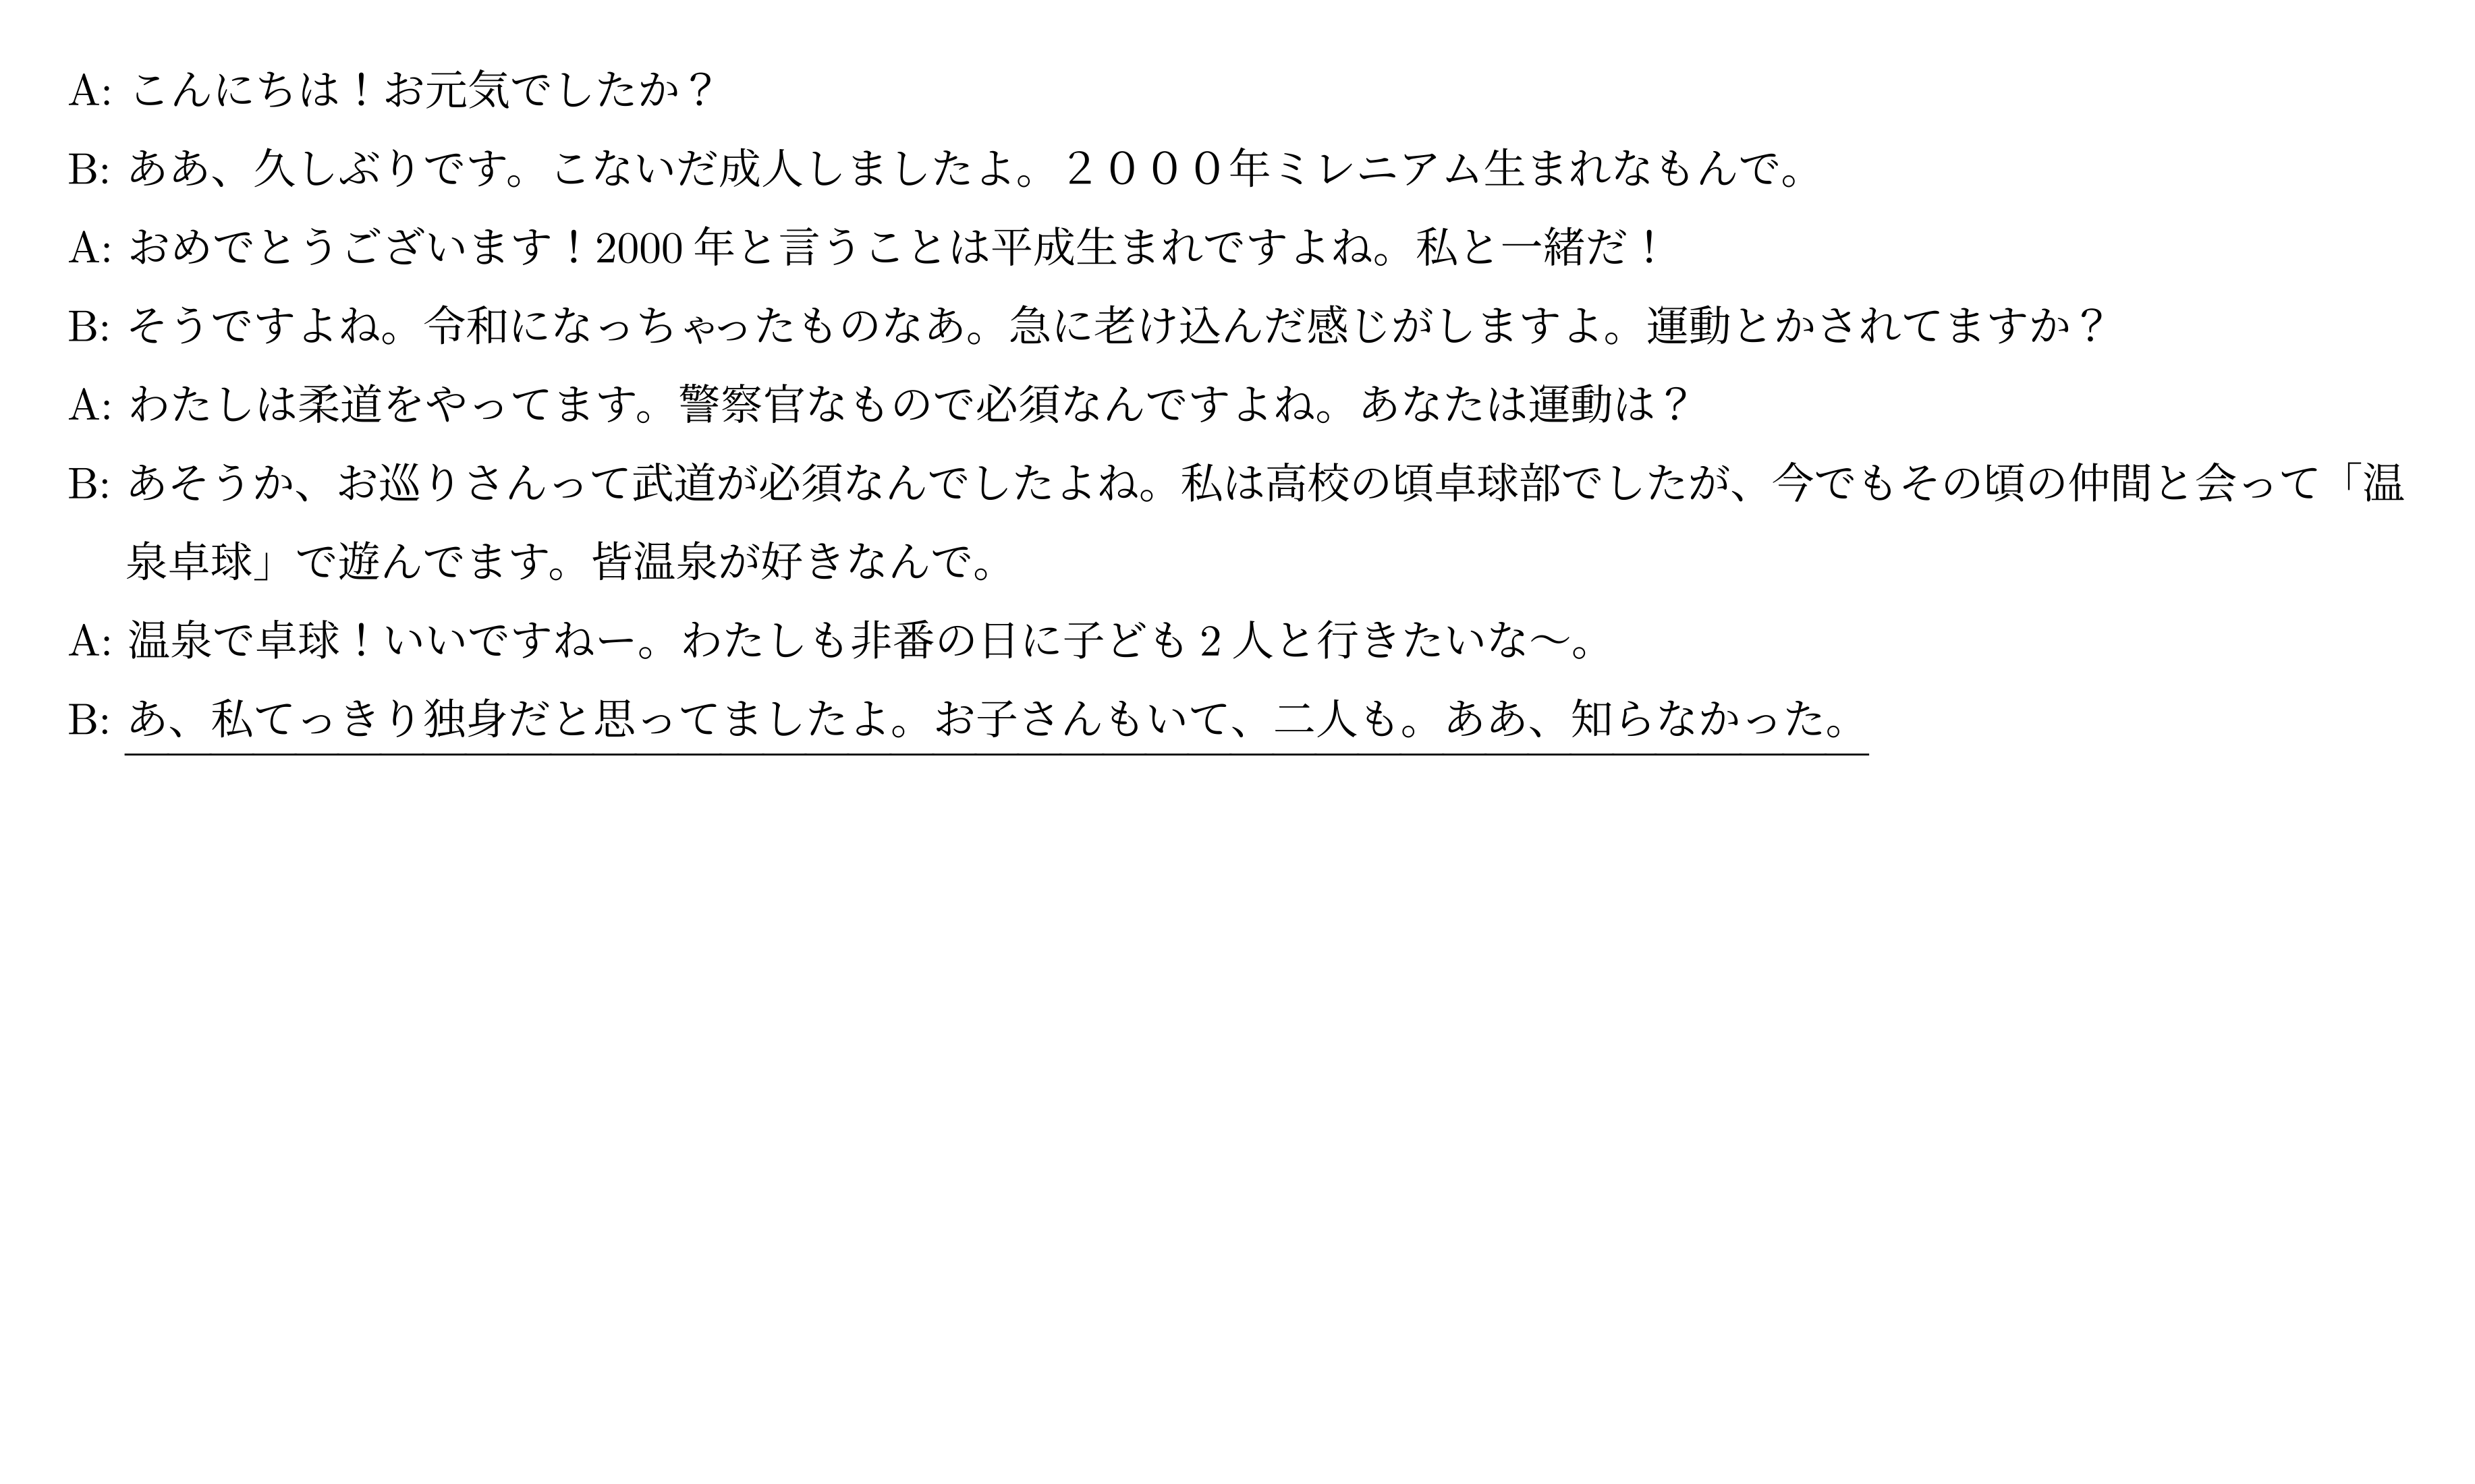 A: こんにちは！お元気でしたか？
B: ああ、久しぶりです。こないだ成人しましたよ。２０００年ミレニアム生まれなもんで。
A: おめでとうございます！2000 年と言うことは平成生まれですよね。私と一緒だ！
B: そうですよね。令和になっちゃったものなあ。急に老け込んだ感じがしますよ。運動とかされてますか？
A: わたしは柔道をやってます。警察官なもので必須なんですよね。あなたは運動は？
B: あそうか、お巡りさんって武道が必須なんでしたよね。私は高校の頃卓球部でしたが、今でもその頃の仲間と会って「温
泉卓球」で遊んでます。皆温泉が好きなんで。
A: 温泉で卓球！いいですねー。わたしも非番の日に子ども 2 人と行きたいな〜。
B: あ、私てっきり独身だと思ってましたよ。お子さんもいて、二人も。ああ、知らなかった。